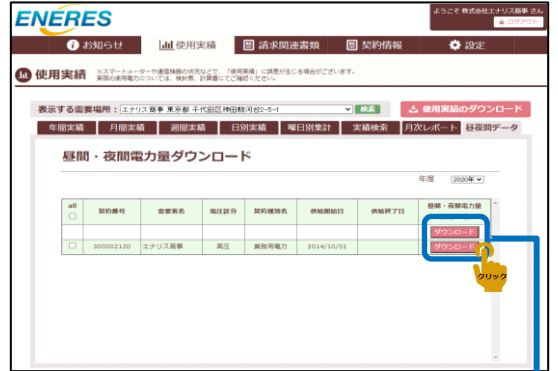 ENERES
ようこそ 株式会社エナリス商事 さん
ログアウト
お知らせ
使用実績
請求関連書類
契約情報
設定
使用実績
※スマートメーターや通信機器の状況などで、「使用実績」に誤差が生じる場合がございます。
実際の使用電力については、検針票、計算書にてご確認ください。
表示する需要場所：エナリス商事 東京都 千代田区神田駿河台2-5-1
検索
使用実績のダウンロード
年間実績 月間実績 週間実績 日別実績 曜日別集計 実績検索 月次レポート 昼夜間データ
昼間・夜間電力量ダウンロード
年度 2020年
all 契約番号 需要家名 電圧区分 契約種別名 供給開始日 供給終了日 昼間・夜間電力量
ダウンロード
300002120 エナリス商事 高圧 業務用電力 2014/10/01 ダウンロード
クリック